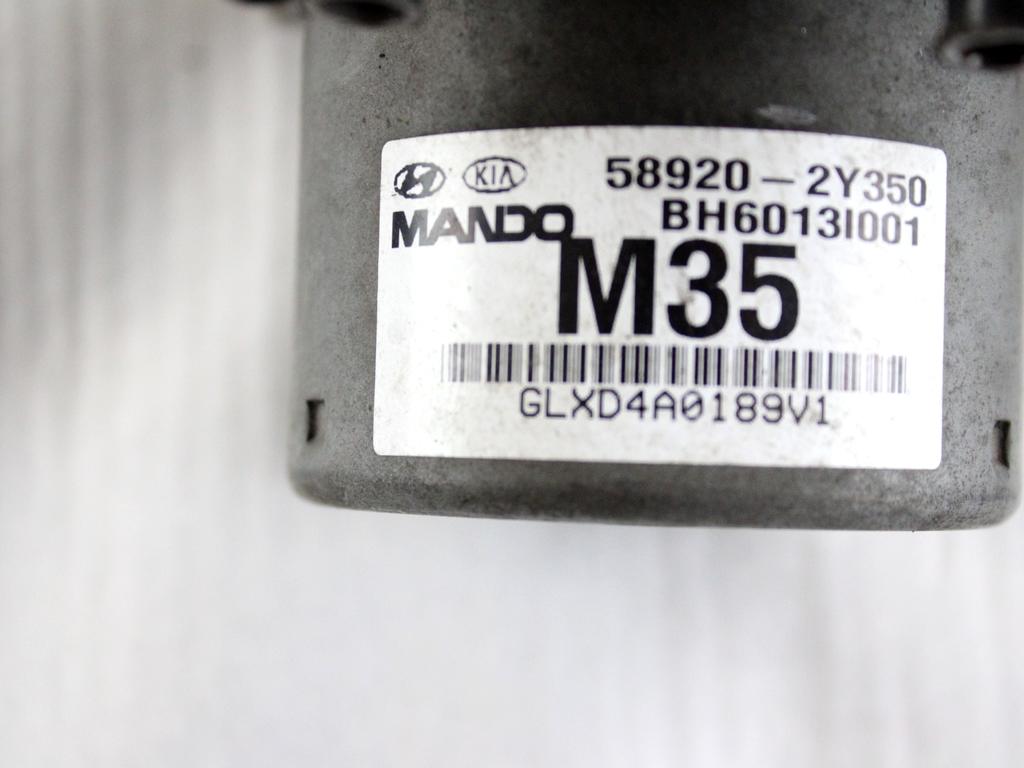 KIA 58920-2Y350
MANDO BH6013I001
M35
GLXD4A0189V1